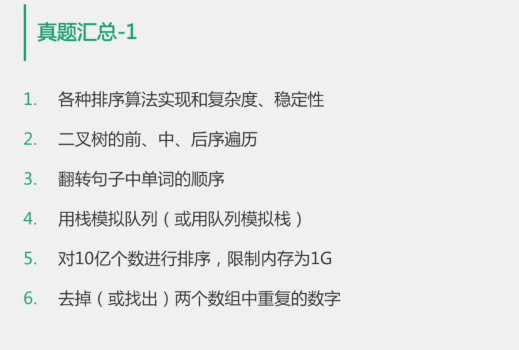 真题汇总-1
1. 各种排序算法实现和复杂度、稳定性
2. 二叉树的前、中、后序遍历
3. 翻转句子中单词的顺序
4. 用栈模拟队列（或用队列模拟栈）
5. 对10亿个数进行排序，限制内存为1G
6. 去掉（或找出）两个数组中重复的数字